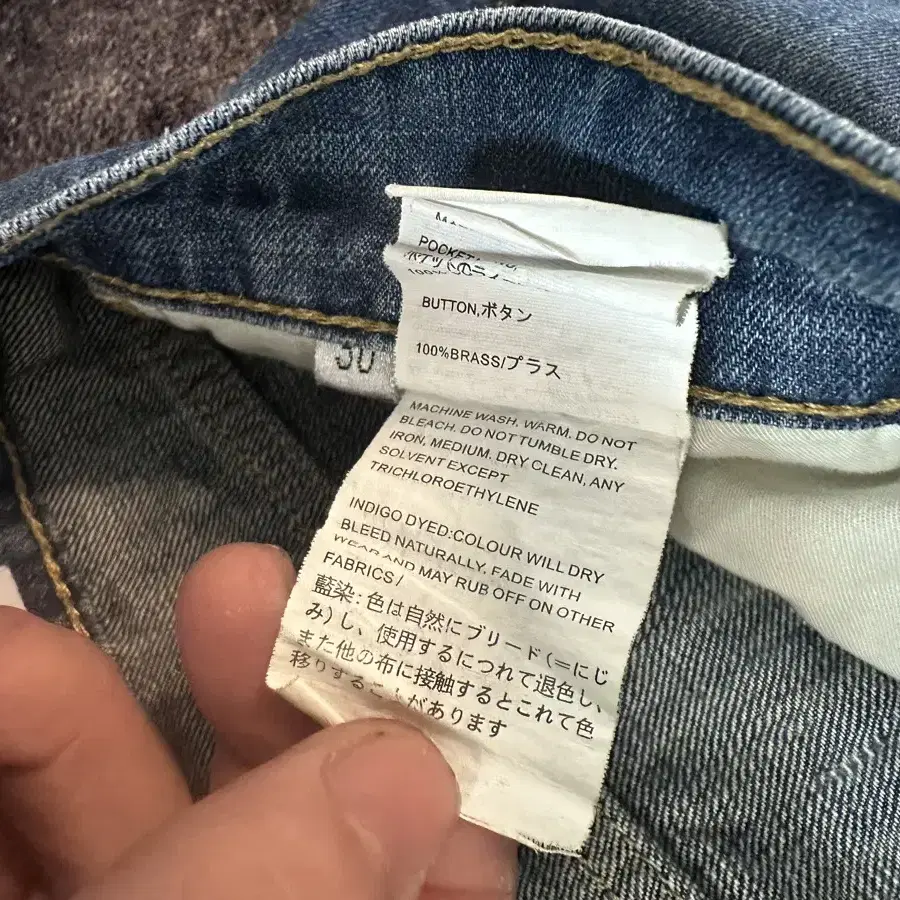 BUTTON,ボタン
100%BRASS/プラス
30
MACHINE WASH, WARM. DO NOT
BLEACH. DO NOT TUMBLE DRY.
IRON, MEDIUM. DRY CLEAN, ANY
SOLVENT EXCEPT
TRICHLOROETHYLENE
INDIGO DYED:COLOUR WILL DRY
BLEED NATURALLY. FADE WITH
WEAR AND MAY RUB OFF ON OTHER
FABRICS/
藍染:色は自然にブリード(=にじ
み)し、使用するにつれて退色し、
また他の布に接触するとこれて色
移りすることがあります